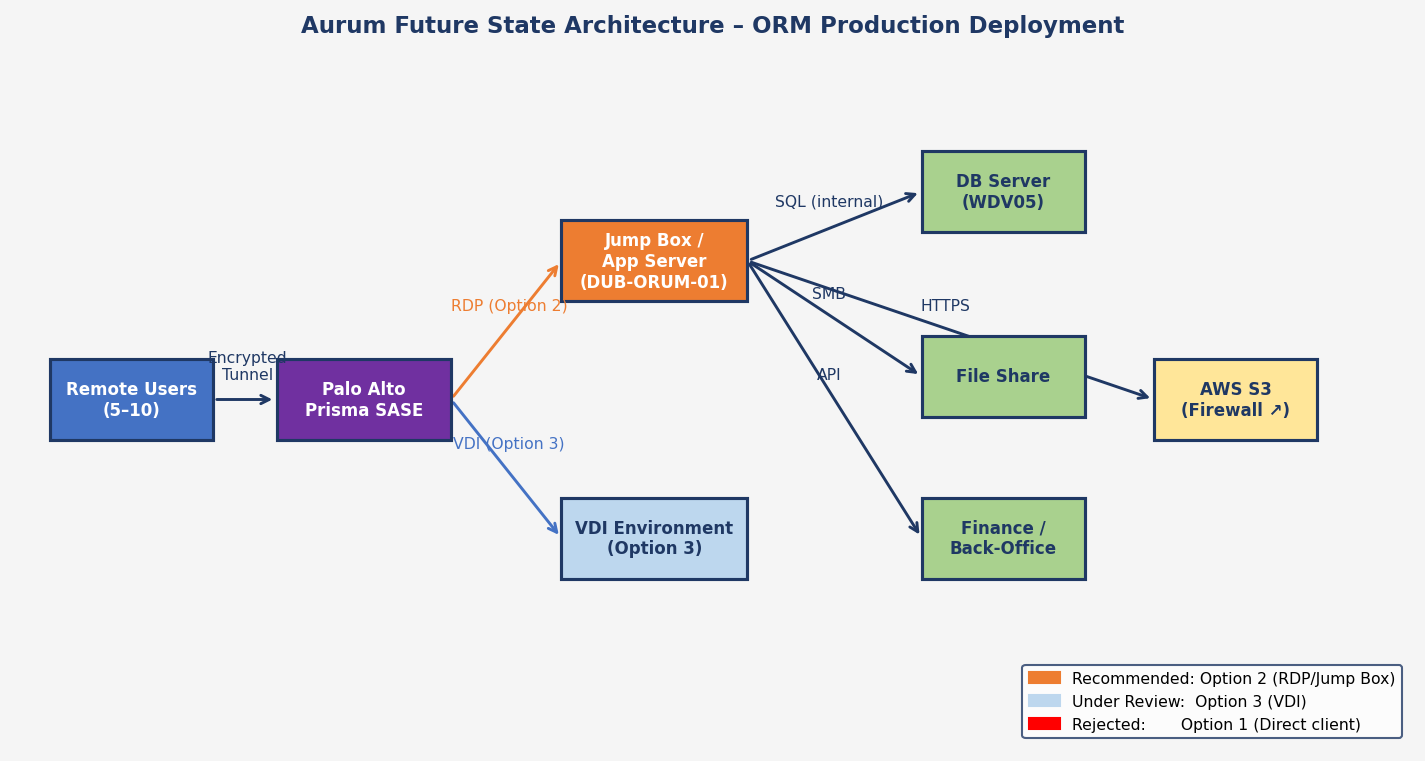 Aurum Future State Architecture – ORM Production Deployment
DB Server
(WDV05)
SQL (internal)
Jump Box /
App Server
(DUB-ORUM-01)
SMB
HTTPS
RDP (Option 2)
Encrypted
Tunnel
Remote Users
(5–10)
Palo Alto
Prisma SASE
API
File Share
AWS S3
(Firewall ↗)
VDI (Option 3)
VDI Environment
(Option 3)
Finance /
Back-Office
Recommended: Option 2 (RDP/Jump Box)
Under Review: Option 3 (VDI)
Rejected: Option 1 (Direct client)